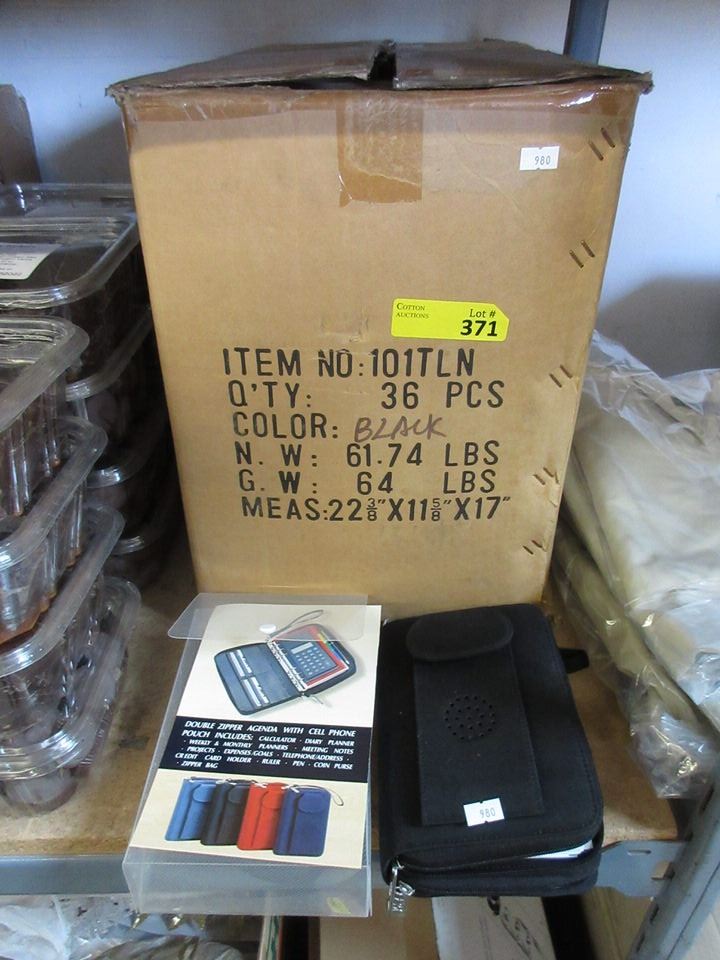 980
COTTON
AUCTIONS
Lot #
371
ITEM NO: 101TLN
Q'TY: 36 PCS
COLOR: BLACK
N. W: 61.74 LBS
G. W: 64 LBS
MEAS: 22 3/8" X 11 5/8" X 17"
DOUBLE ZIPPER AGENDA WITH CELL PHONE
POUCH INCLUDES: CALCULATOR · DIARY PLANNER
· WEEKLY & MONTHLY PLANNERS · MEETING NOTES
· PROJECTS · EXPENSES/GOALS · TELEPHONE/ADDRESS ·
CREDIT CARD HOLDER · RULER · PEN · COIN PURSE
· ZIPPER BAG
980